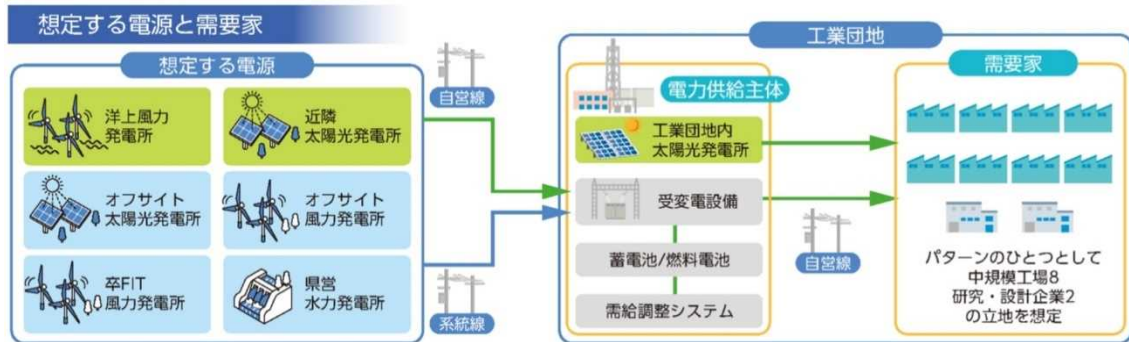 想定する電源と需要家
想定する電源
洋上風力
発電所
近隣
太陽光発電所
オフサイト
太陽光発電所
オフサイト
風力発電所
卒FIT
風力発電所
県営
水力発電所
自営線
系統線
工業団地
電力供給主体
工業団地内
太陽光発電所
受変電設備
蓄電池/燃料電池
需給調整システム
自営線
需要家
パターンのひとつとして
中規模工場8
研究・設計企業2
の立地を想定